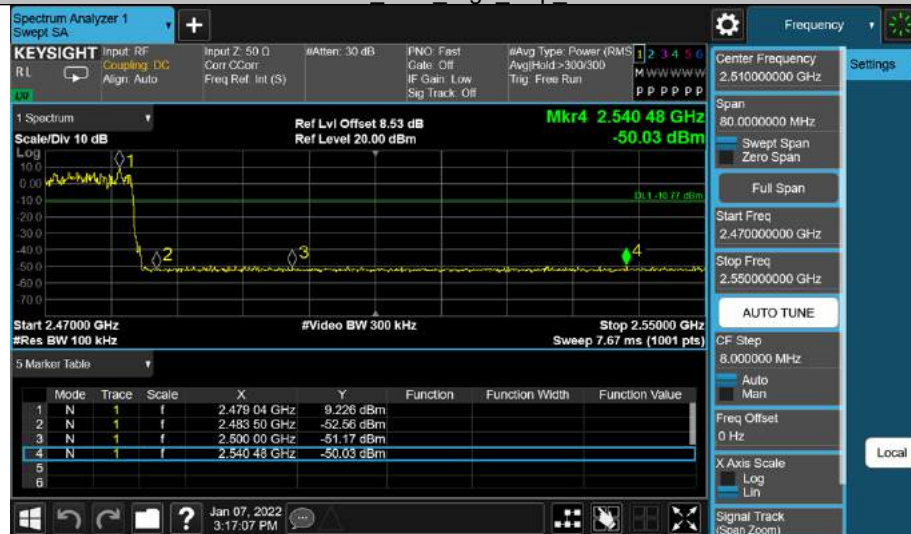 Spectrum Analyzer 1
Swept SA
+
Frequency
KEYSIGHT
RL
Input: RF
Coupling: DC
Align: Auto
Input Z: 50 Ω
Corr CCorr
Freq Ref: Int (S)
#Atten: 30 dB
PNO: Fast
Gate: Off
IF Gain: Low
Sig Track: Off
#Avg Type: Power (RMS
Avg|Hold:>300/300
Trig: Free Run
1 2 3 4 5 6
M W W W W W
P P P P P P
1 Spectrum
Scale/Div 10 dB
Ref Lvl Offset 8.53 dB
Ref Level 20.00 dBm
Mkr4 2.540 48 GHz
-50.03 dBm
Log
10.0
0.00
-10.0
-20.0
-30.0
-40.0
-50.0
-60.0
-70.0
1
2
3
4
DL1 -10.77 dBm
Start 2.47000 GHz
#Res BW 100 kHz
#Video BW 300 kHz
Stop 2.55000 GHz
Sweep 7.67 ms (1001 pts)
5 Marker Table
Mode Trace Scale X Y Function Function Width Function Value
1 N 1 f 2.479 04 GHz 9.226 dBm
2 N 1 f 2.483 50 GHz -52.56 dBm
3 N 1 f 2.500 00 GHz -51.17 dBm
4 N 1 f 2.540 48 GHz -50.03 dBm
5
6
Jan 07, 2022
3:17:07 PM
?
Center Frequency
2.510000000 GHz
Settings
Span
80.0000000 MHz
Swept Span
Zero Span
Full Span
Start Freq
2.470000000 GHz
Stop Freq
2.550000000 GHz
AUTO TUNE
CF Step
8.000000 MHz
Auto
Man
Freq Offset
0 Hz
Local
X Axis Scale
Log
Lin
Signal Track
(Span Zoom)